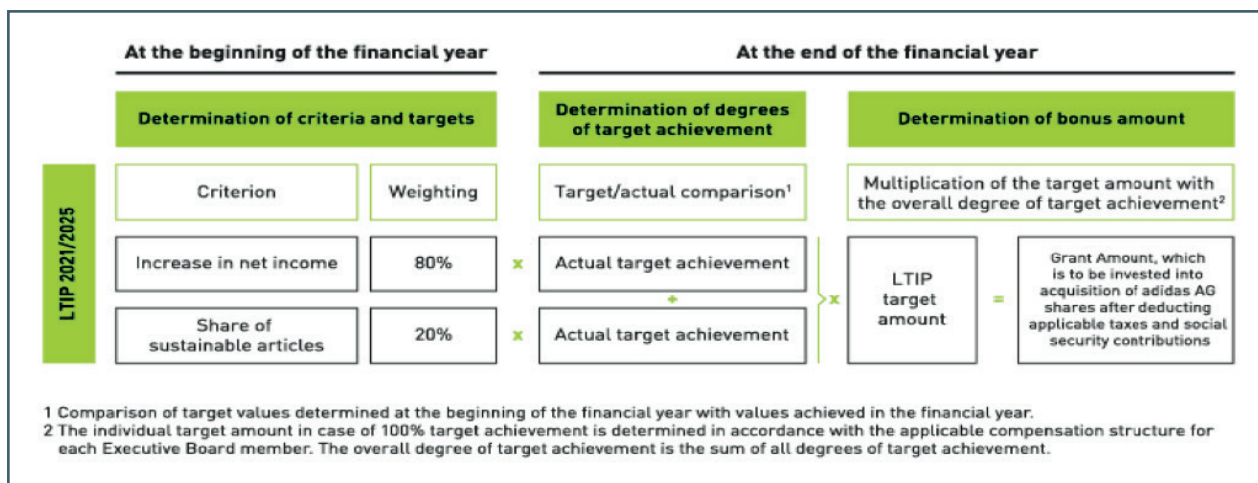 At the beginning of the financial year
At the end of the financial year
Determination of criteria and targets
Determination of degrees
of target achievement
Determination of bonus amount
LTIP 2021/2025
Criterion
Weighting
Target/actual comparison¹
Multiplication of the target amount with
the overall degree of target achievement²
Increase in net income
80%
x
Actual target achievement
+
Share of
sustainable articles
20%
x
Actual target achievement
x
LTIP
target
amount
=
Grant Amount, which
is to be invested into
acquisition of adidas AG
shares after deducting
applicable taxes and social
security contributions
1 Comparison of target values determined at the beginning of the financial year with values achieved in the financial year.
2 The individual target amount in case of 100% target achievement is determined in accordance with the applicable compensation structure for
each Executive Board member. The overall degree of target achievement is the sum of all degrees of target achievement.